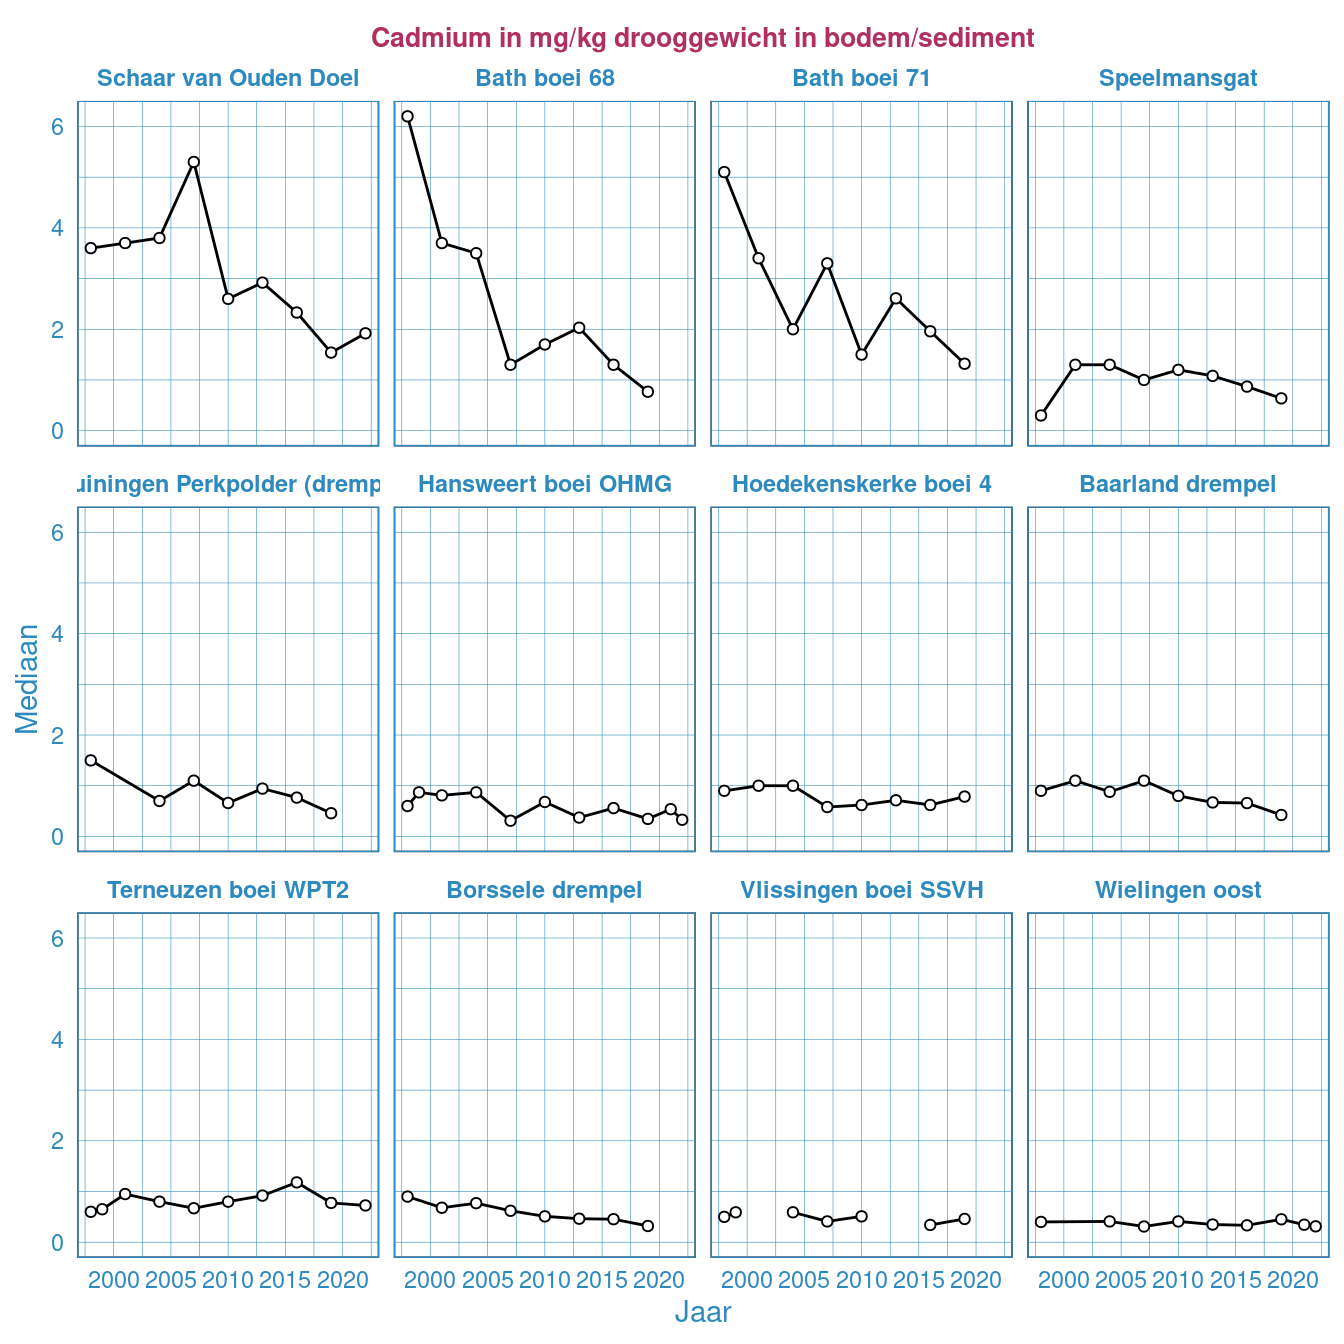 Cadmium in mg/kg drooggewicht in bodem/sediment
Schaar van Ouden Doel Bath boei 68 Bath boei 71 Speelmansgat
6
4
2
0
uiningen Perkpolder (dremp Hansweert boei OHMG Hoedekenskerke boei 4 Baarland drempel
6
4
2
0
Mediaan
Terneuzen boei WPT2 Borssele drempel Vlissingen boei SSVH Wielingen oost
6
4
2
0
2000 2005 2010 2015 2020 2000 2005 2010 2015 2020 2000 2005 2010 2015 2020 2000 2005 2010 2015 2020
Jaar